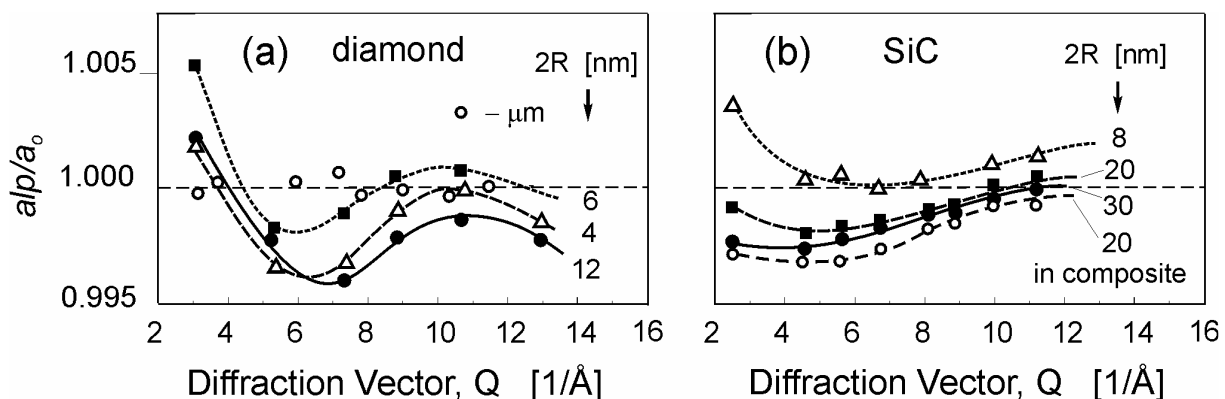 (a) diamond
2R [nm]
– μm
1.005
1.000
0.995
alp/a₀
6
4
12
2 4 6 8 10 12 14 16
Diffraction Vector, Q [1/Å]
(b) SiC
2R [nm]
8
20
30
20
in composite
2 4 6 8 10 12 14 16
Diffraction Vector, Q [1/Å]